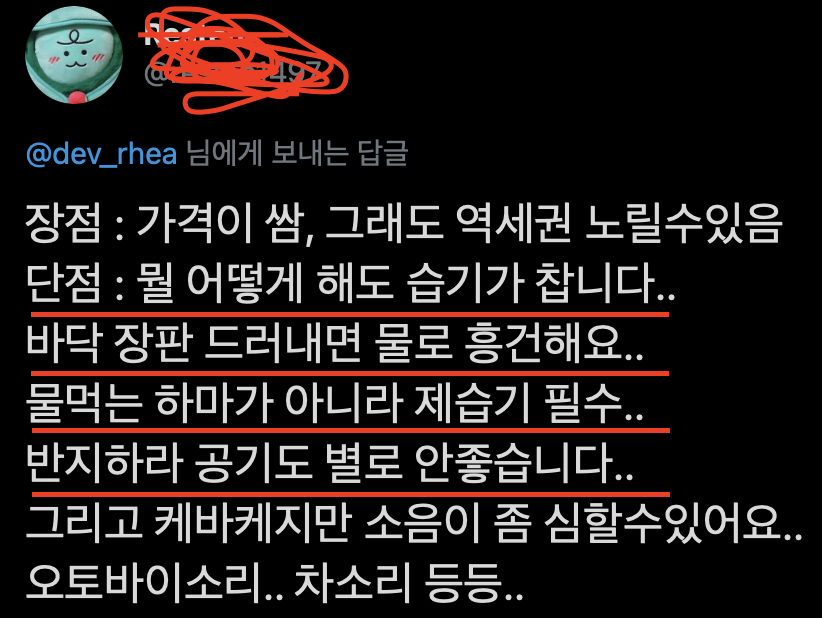 @dev_rhea 님에게 보내는 답글
장점 : 가격이 쌈, 그래도 역세권 노릴수있음
단점 : 뭘 어떻게 해도 습기가 찹니다..
바닥 장판 드러내면 물로 흥건해요..
물먹는 하마가 아니라 제습기 필수..
반지하라 공기도 별로 안좋습니다..
그리고 케바케지만 소음이 좀 심할수있어요..
오토바이소리.. 차소리 등등..